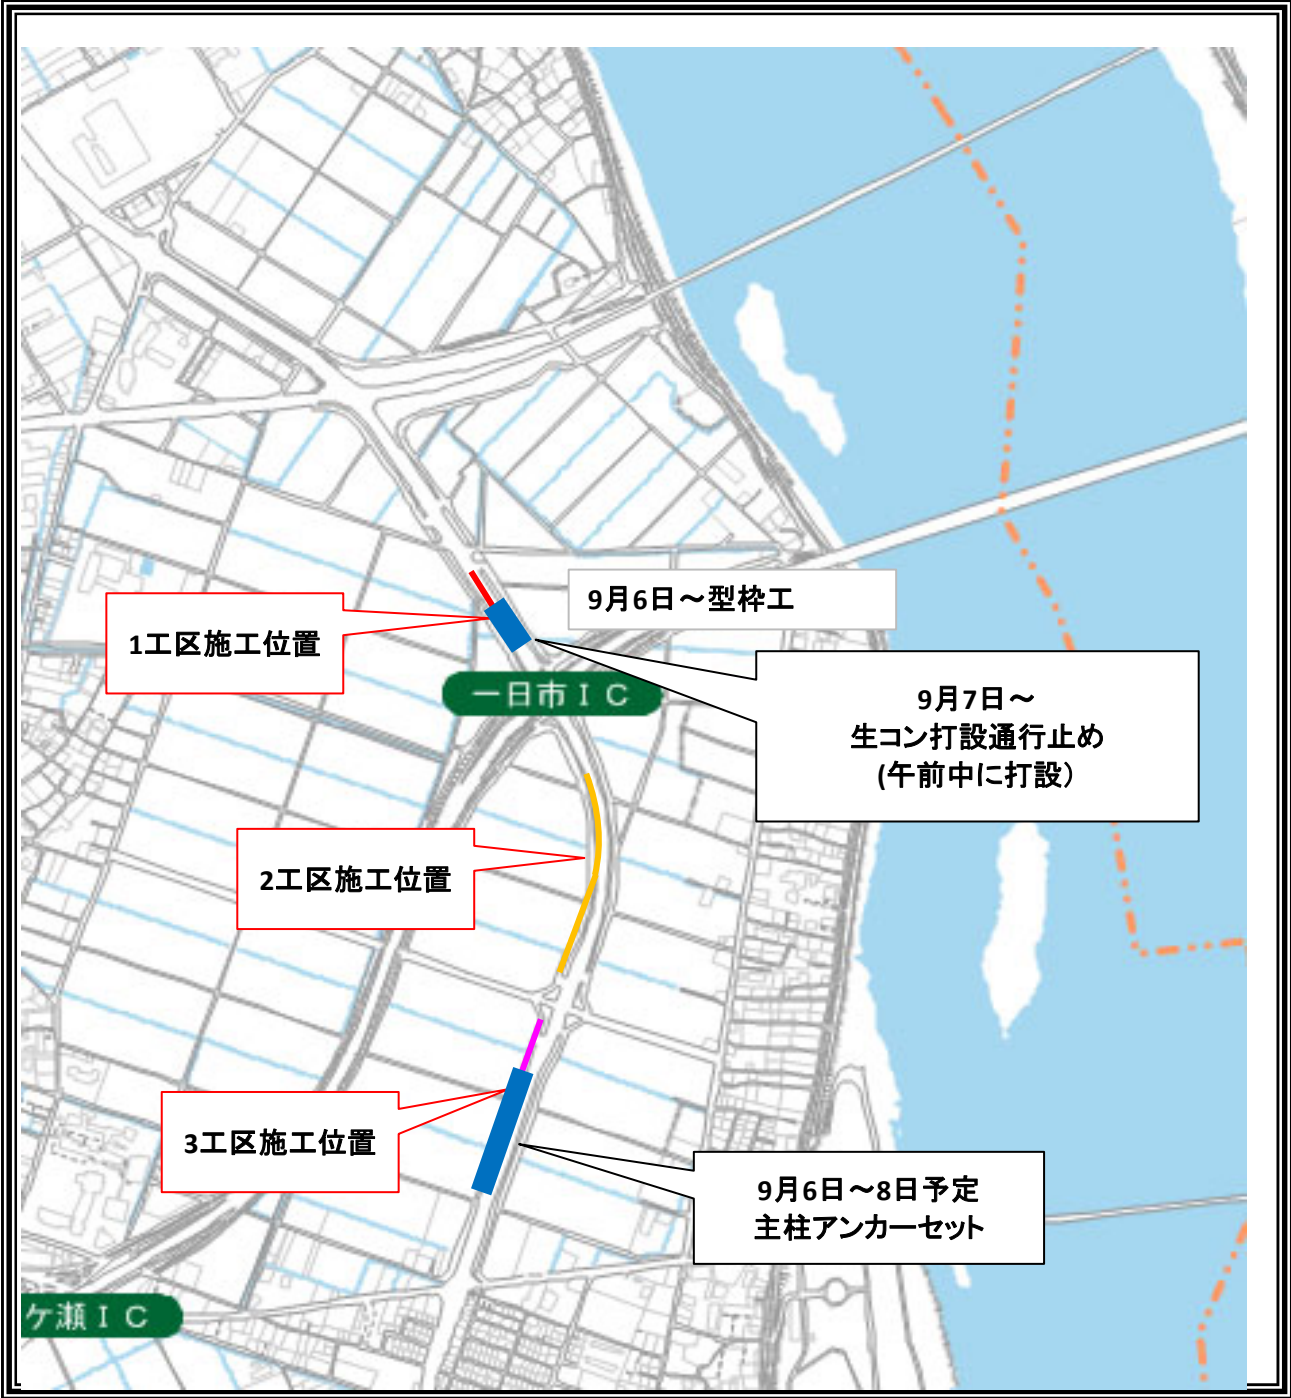 9月6日～型枠工
1工区施工位置
一日市ＩＣ
9月7日～
生コン打設通行止め
(午前中に打設）
2工区施工位置
3工区施工位置
9月6日～8日予定
主柱アンカーセット
ケ瀬ＩＣ